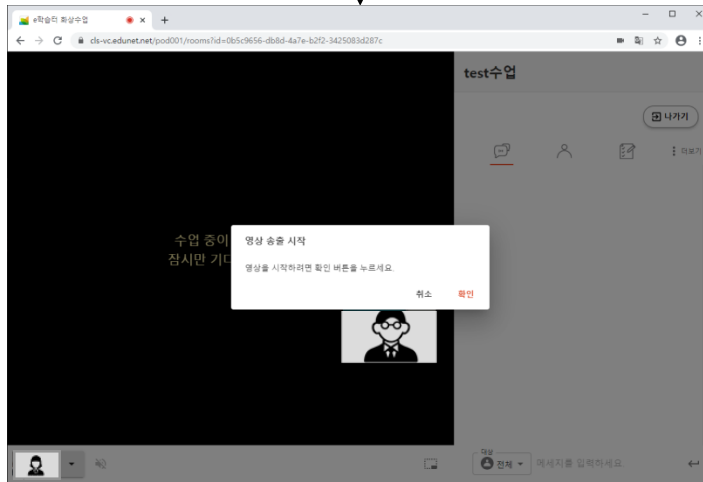 e학습터 화상수업
cls-vc.edunet.net/pod001/rooms?id=0b5c9656-db8d-4a7e-b2f2-3425083d287c
test수업
나가기
더보기
수업 중이
잠시만 기다
영상 송출 시작
영상을 시작하려면 확인 버튼을 누르세요.
취소 확인
대상
전체
메세지를 입력하세요.